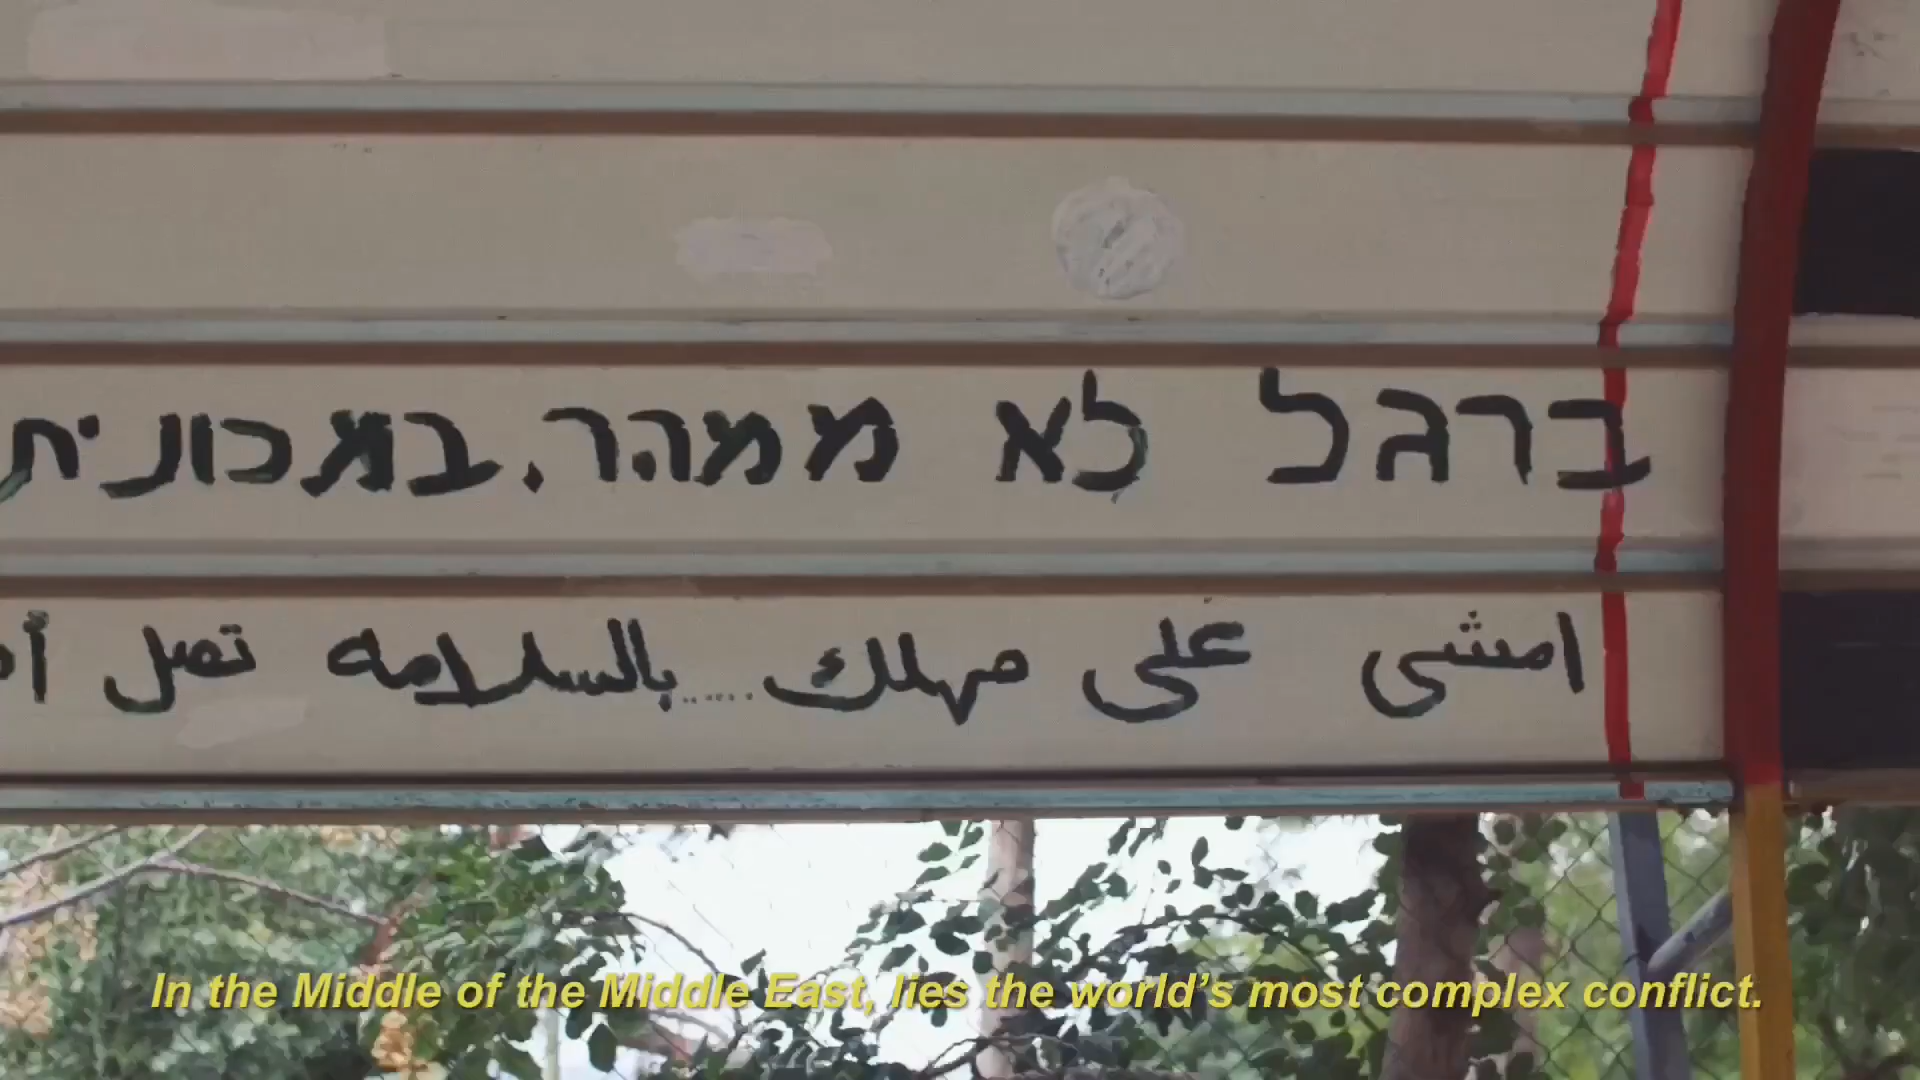 ברגל לא ממהר. במכונית
امشى على مهلك......بالسلامه تصل
In the Middle of the Middle East, lies the world's most complex conflict.